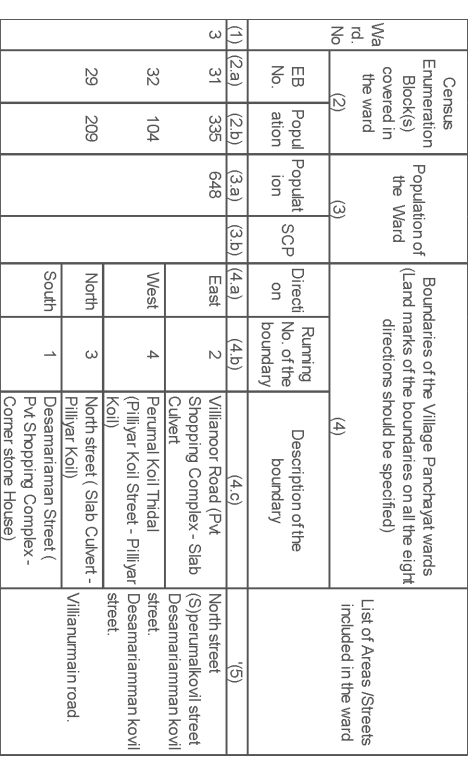 Wa
rd.
No
Census
Enumeration
Block(s)
covered in
the ward
Population of
the Ward
Boundaries of the Village Panchayat wards
(Land marks of the boundaries on all the eight
directions should be specified)
List of Areas /Streets
included in the ward
(2)
(3)
(4)
EB
No.
Popul
ation
Populat
ion
SCP
Directi
on
Running
No. of the
boundary
Description of the
boundary
(1)
(2.a)
(2.b)
(3.a)
(3.b)
(4.a)
(4.b)
(4.c)
'(5)
3
31
335
648
East
2
Villianoor Road (Pvt
Shopping Complex - Slab
Culvert
32
104
West
4
Perumal Koil Thidal
(Pilliyar Koil Street - Pilliyar
Koil)
29
209
North
3
North street ( Slab Culvert -
Pilliyar Koil)
South
1
Desamariaman Street (
Pvt Shopping Complex -
Corner stone House)
North street
(S)perumalkovil street
Desamariamman kovil
street.
Desamariamman kovil
street.
Villianurmain road.